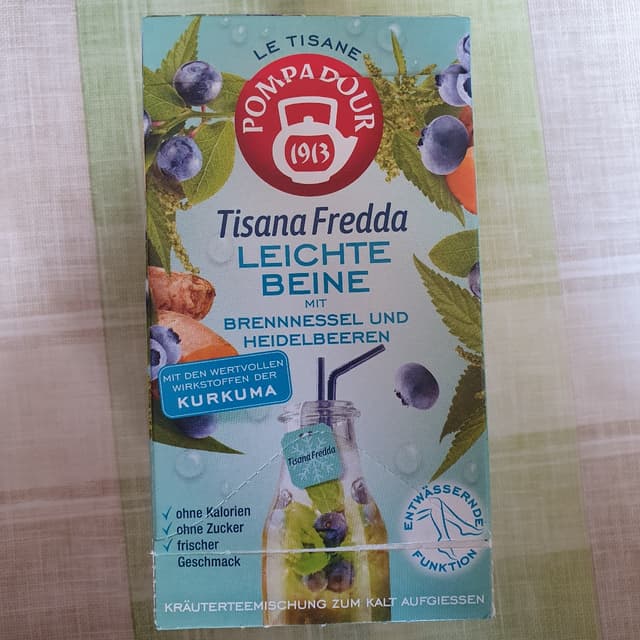 LE TISANE
POMPADOUR
1913
Tisana Fredda
LEICHTE
BEINE
MIT
BRENNNESSEL UND
HEIDELBEEREN
MIT DEN WERTVOLLEN
WIRKSTOFFEN DER
KURKUMA
Tisana Fredda
ohne Kalorien
ohne Zucker
frischer
Geschmack
ENTWÄSSERNDE
FUNKTION
KRÄUTERTEEMISCHUNG ZUM KALT AUFGIESSEN